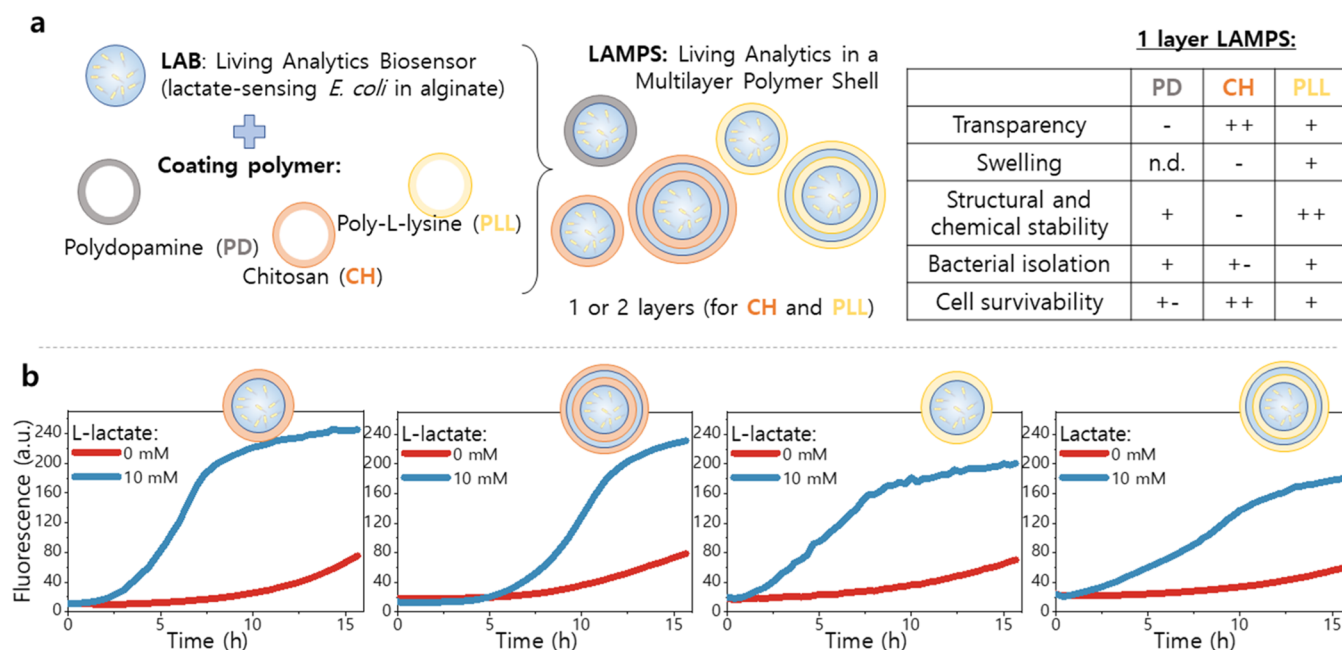 a
LAB: Living Analytics Biosensor
(lactate-sensing E. coli in alginate)
Coating polymer:
Polydopamine (PD)
Chitosan (CH)
Poly-L-lysine (PLL)
LAMPS: Living Analytics in a
Multilayer Polymer Shell
1 or 2 layers (for CH and PLL)
1 layer LAMPS:
PD CH PLL
Transparency - ++ +
Swelling n.d. - +
Structural and
chemical stability + - ++
Bacterial isolation + +- +
Cell survivability +- ++ +
b
Fluorescence (a.u.)
240
200
160
120
80
40
0
L-lactate:
0 mM
10 mM
0 5 10 15
Time (h)
240
200
160
120
80
40
0
L-lactate:
0 mM
10 mM
0 5 10 15
Time (h)
240
200
160
120
80
40
0
L-lactate:
0 mM
10 mM
0 5 10 15
Time (h)
240
200
160
120
80
40
0
Lactate:
0 mM
10 mM
0 5 10 15
Time (h)